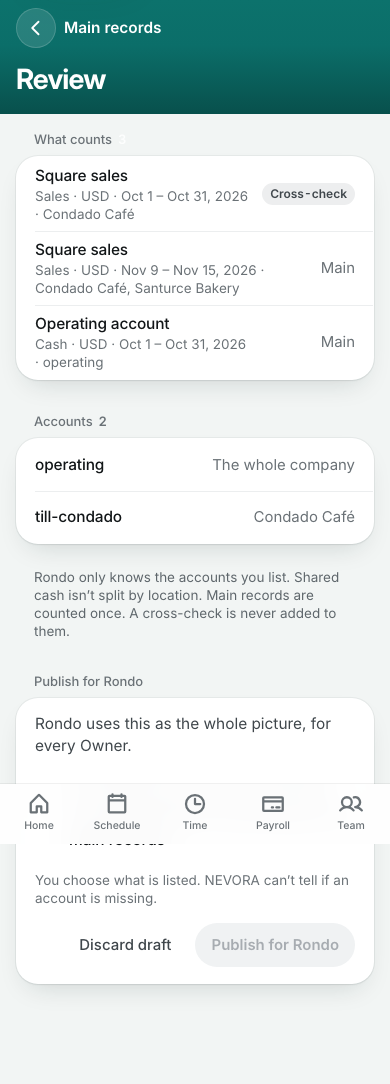 Main records
Review
What counts 3
Square sales
Sales · USD · Oct 1 – Oct 31, 2026
· Condado Café
Cross-check
Square sales
Sales · USD · Nov 9 – Nov 15, 2026 ·
Condado Café, Santurce Bakery
Main
Operating account
Cash · USD · Oct 1 – Oct 31, 2026
· operating
Main
Accounts 2
operating
The whole company
till-condado
Condado Café
Rondo only knows the accounts you list. Shared
cash isn’t split by location. Main records are
counted once. A cross-check is never added to
them.
Publish for Rondo
Rondo uses this as the whole picture, for
every Owner.
Home
Schedule
Time
Payroll
Team
You choose what is listed. NEVORA can’t tell if an
account is missing.
Discard draft
Publish for Rondo